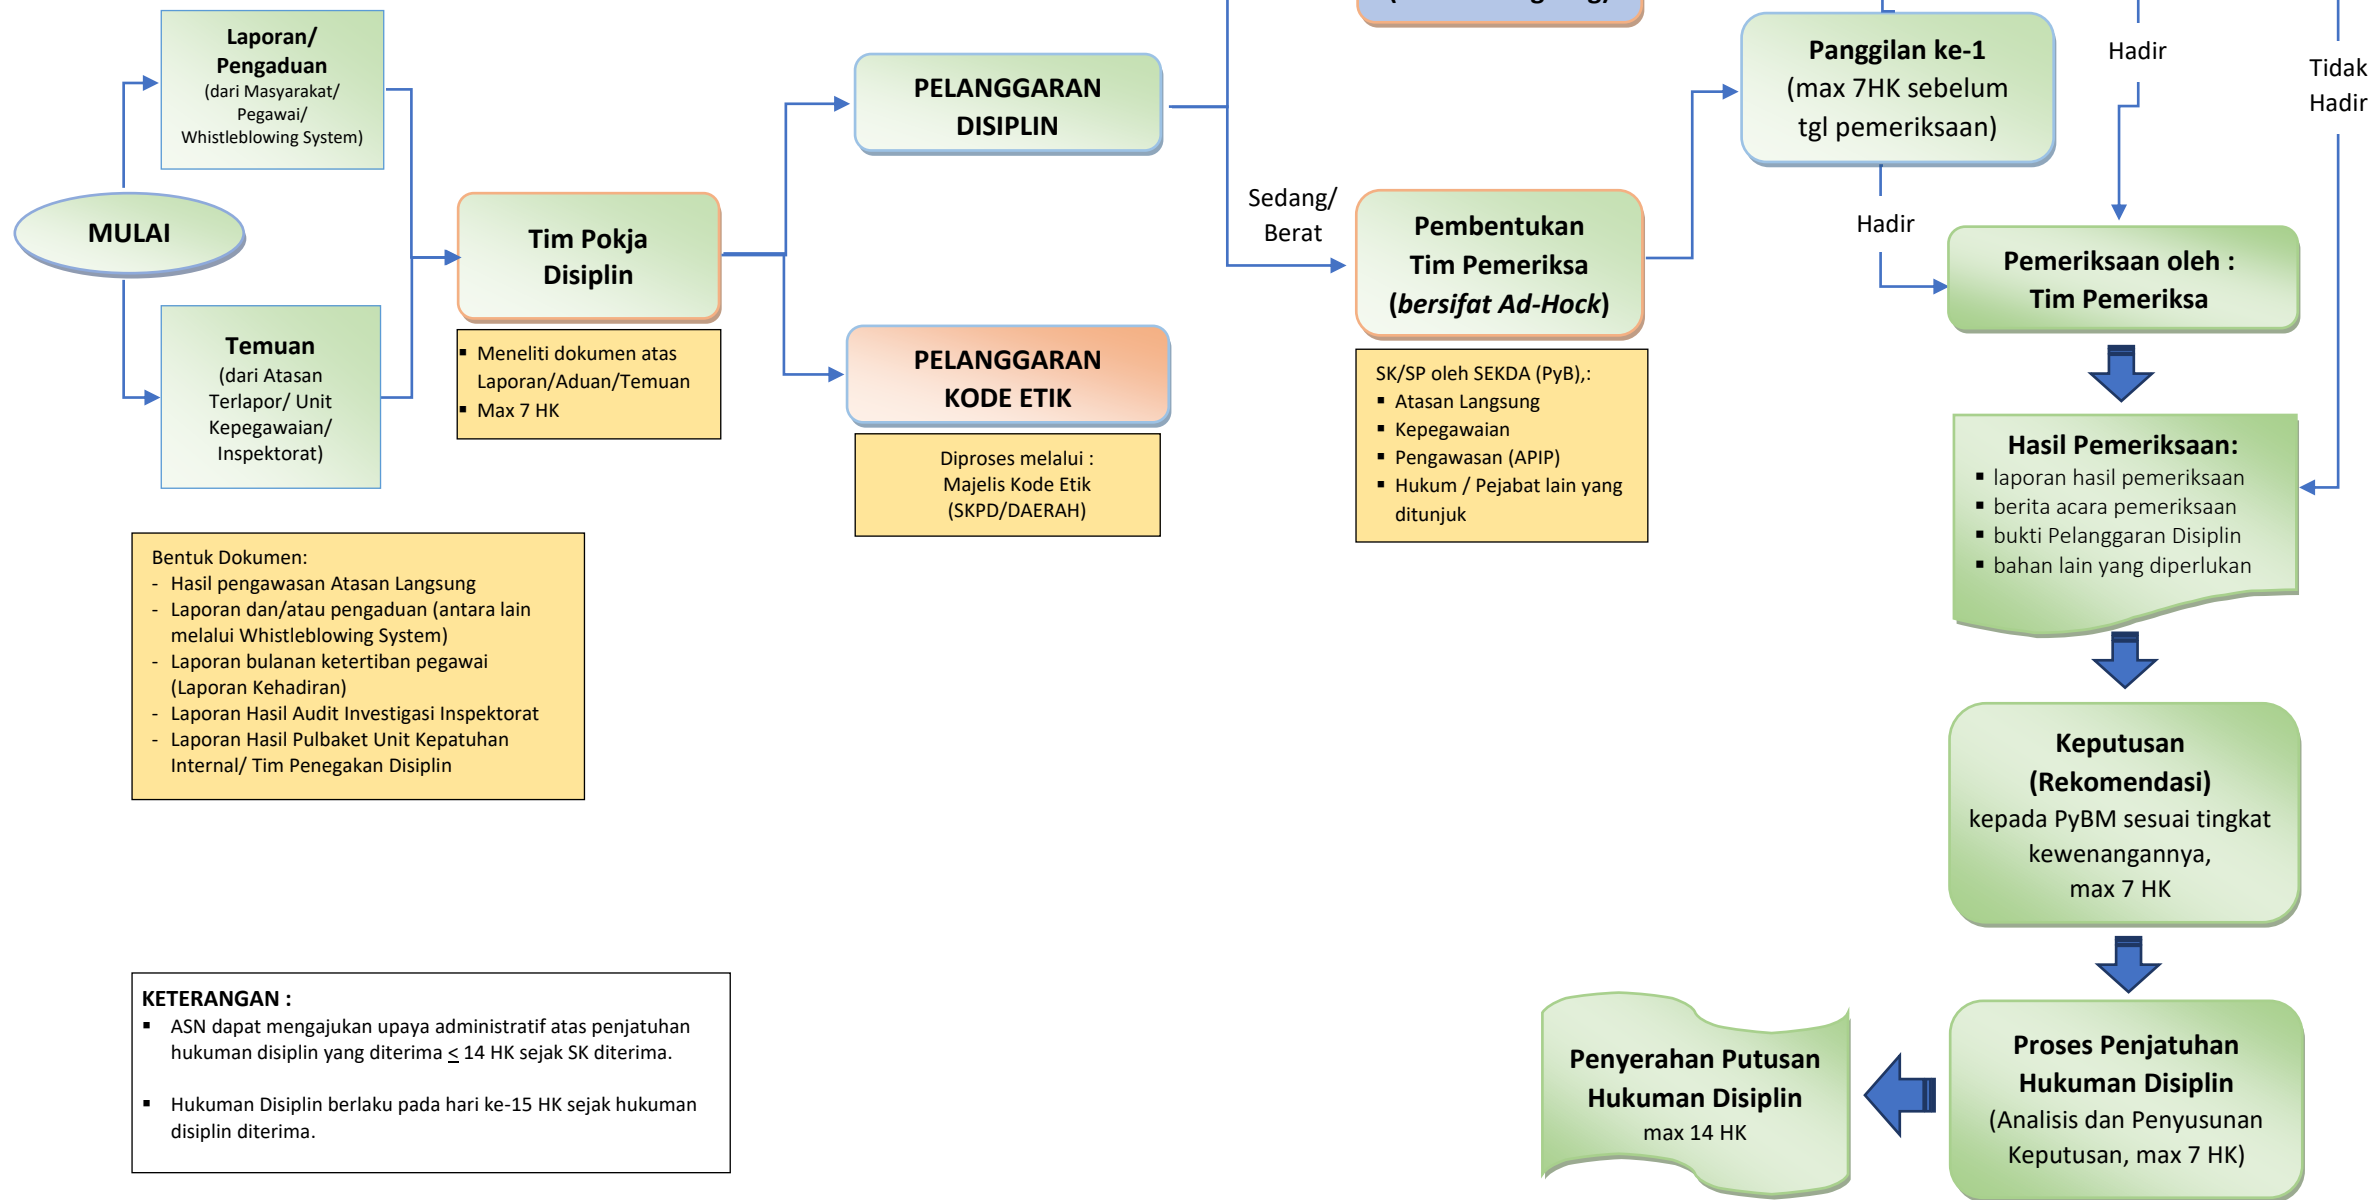 Laporan/
Pengaduan
(dari Masyarakat/
Pegawai/
Whistleblowing System)
MULAI
Temuan
(dari Atasan
Terlapor/ Unit
Kepegawaian/
Inspektorat)
Tim Pokja
Disiplin
▪ Meneliti dokumen atas
Laporan/Aduan/Temuan
▪ Max 7 HK
PELANGGARAN
DISIPLIN
PELANGGARAN
KODE ETIK
Diproses melalui :
Majelis Kode Etik
(SKPD/DAERAH)
Sedang/
Berat
Pembentukan
Tim Pemeriksa
(bersifat Ad-Hock)
SK/SP oleh SEKDA (PyB),:
▪ Atasan Langsung
▪ Kepegawaian
▪ Pengawasan (APIP)
▪ Hukum / Pejabat lain yang
ditunjuk
Panggilan ke-1
(max 7HK sebelum
tgl pemeriksaan)
Hadir
Hadir
Tidak
Hadir
Pemeriksaan oleh :
Tim Pemeriksa
Hasil Pemeriksaan:
▪ laporan hasil pemeriksaan
▪ berita acara pemeriksaan
▪ bukti Pelanggaran Disiplin
▪ bahan lain yang diperlukan
Keputusan
(Rekomendasi)
kepada PyBM sesuai tingkat
kewenangannya,
max 7 HK
Proses Penjatuhan
Hukuman Disiplin
(Analisis dan Penyusunan
Keputusan, max 7 HK)
Penyerahan Putusan
Hukuman Disiplin
max 14 HK
Bentuk Dokumen:
- Hasil pengawasan Atasan Langsung
- Laporan dan/atau pengaduan (antara lain
melalui Whistleblowing System)
- Laporan bulanan ketertiban pegawai
(Laporan Kehadiran)
- Laporan Hasil Audit Investigasi Inspektorat
- Laporan Hasil Pulbaket Unit Kepatuhan
Internal/ Tim Penegakan Disiplin
KETERANGAN :
▪ ASN dapat mengajukan upaya administratif atas penjatuhan
hukuman disiplin yang diterima < 14 HK sejak SK diterima.
▪ Hukuman Disiplin berlaku pada hari ke-15 HK sejak hukuman
disiplin diterima.